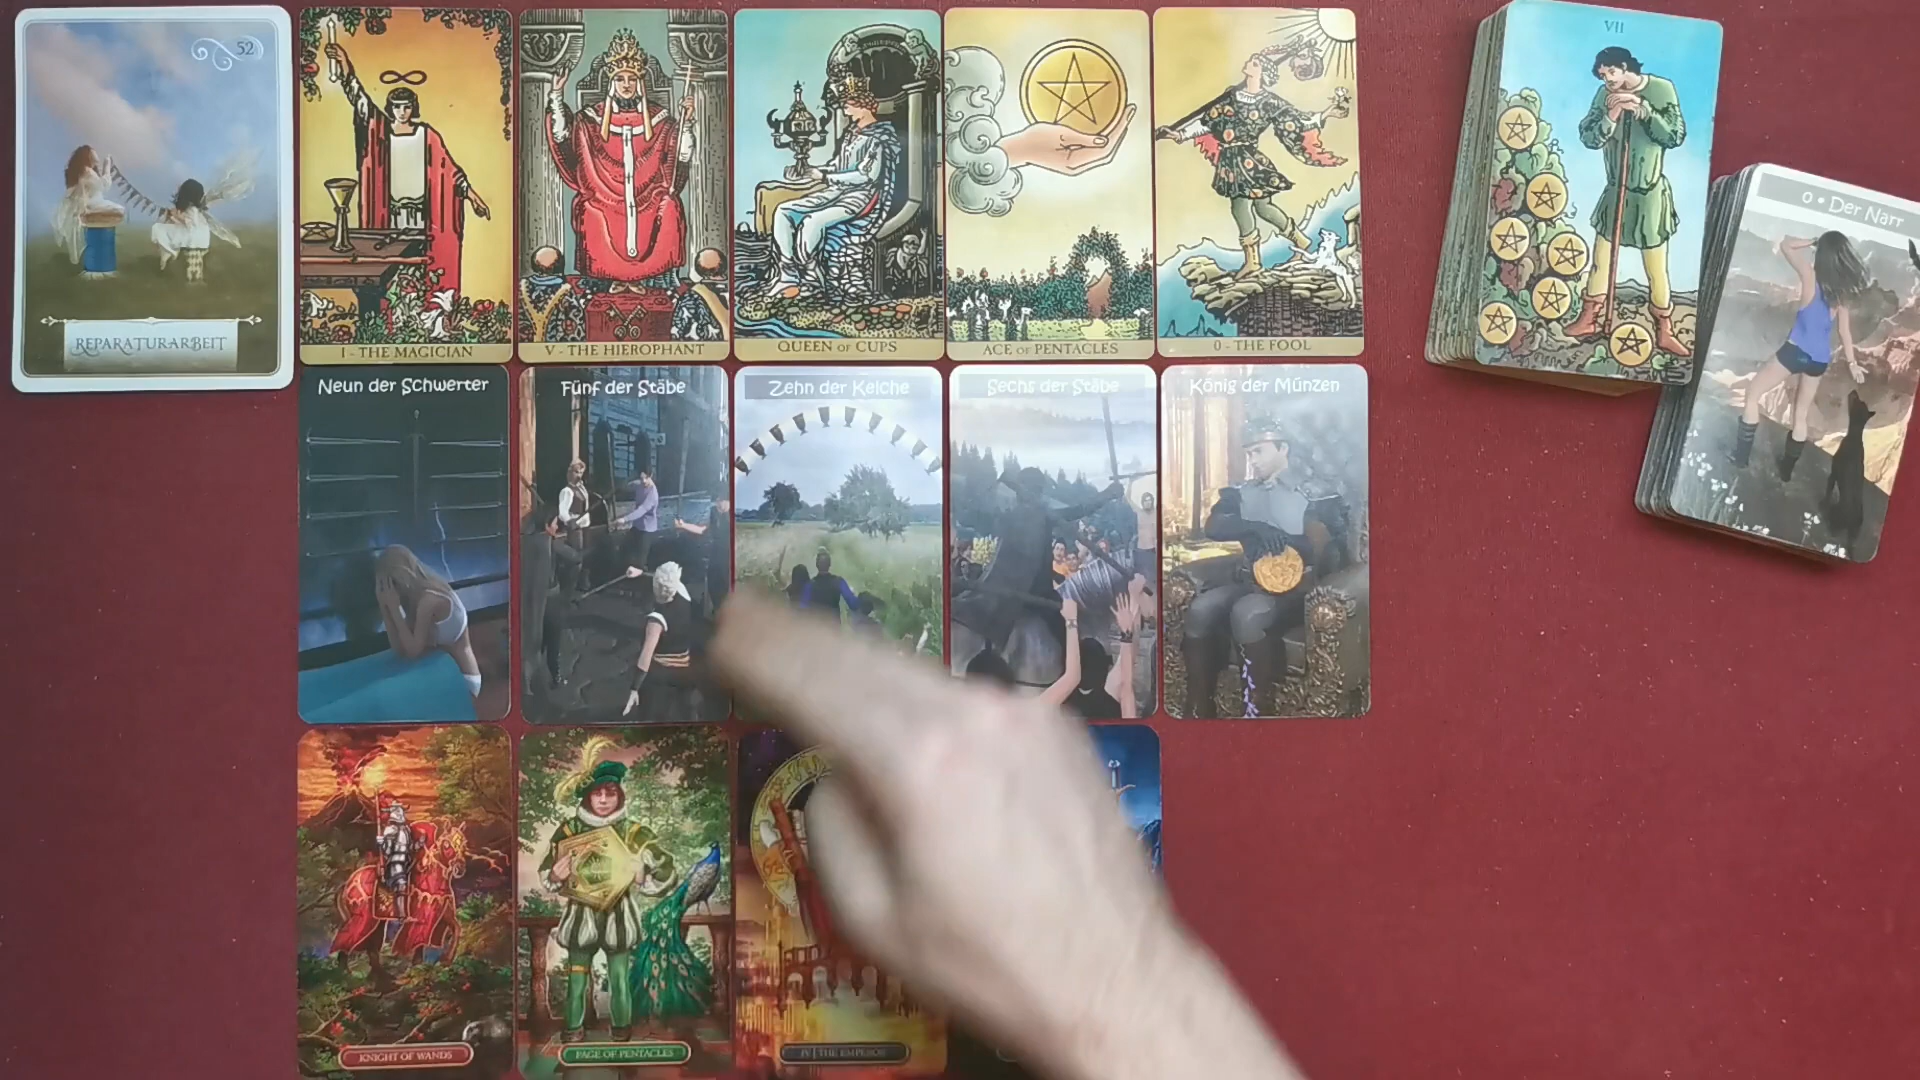 52
REPARATURARBEIT
I - THE MAGICIAN
V - THE HIEROPHANT
QUEEN OF CUPS
ACE OF PENTACLES
0 - THE FOOL
VII
0 • Der Narr
Neun der Schwerter
Fünf der Stäbe
Zehn der Kelche
Sechs der Stäbe
König der Münzen
KNIGHT OF WANDS
PAGE OF PENTACLES
IV | THE EMPEROR